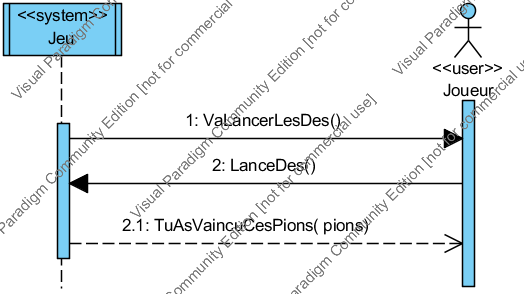 <<system>>
Jeu
<<user>>
Joueur
1: VaLancerLesDes()
2: LanceDes()
2.1: TuAsVaincuCesPions( pions)
Visual Paradigm Community Edition [not for commercial use]